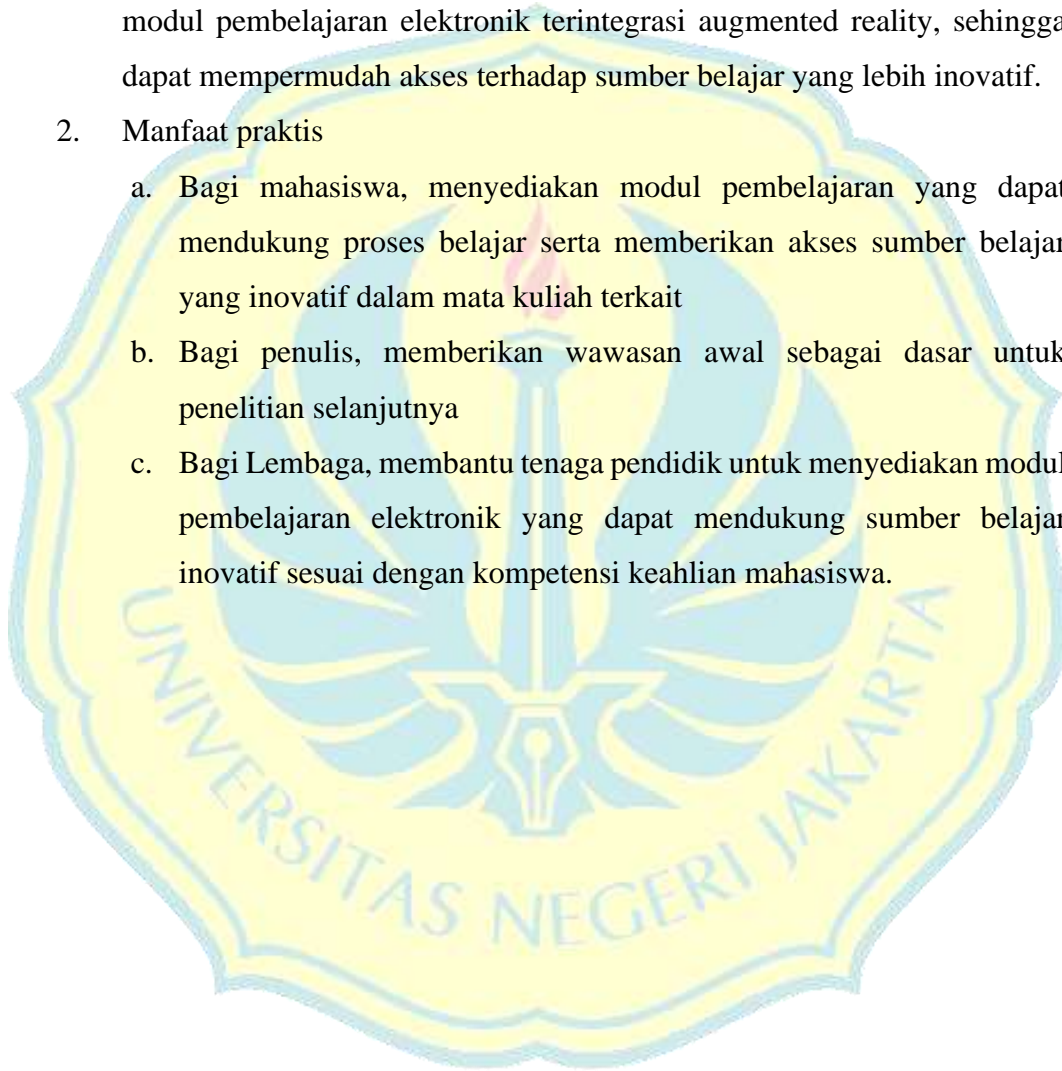 modul pembelajaran elektronik terintegrasi augmented reality, sehingga
dapat mempermudah akses terhadap sumber belajar yang lebih inovatif.
2. Manfaat praktis
a. Bagi mahasiswa, menyediakan modul pembelajaran yang dapat
mendukung proses belajar serta memberikan akses sumber belajar
yang inovatif dalam mata kuliah terkait
b. Bagi penulis, memberikan wawasan awal sebagai dasar untuk
penelitian selanjutnya
c. Bagi Lembaga, membantu tenaga pendidik untuk menyediakan modul
pembelajaran elektronik yang dapat mendukung sumber belajar
inovatif sesuai dengan kompetensi keahlian mahasiswa.
UNIVERSITAS NEGERI JAKARTA